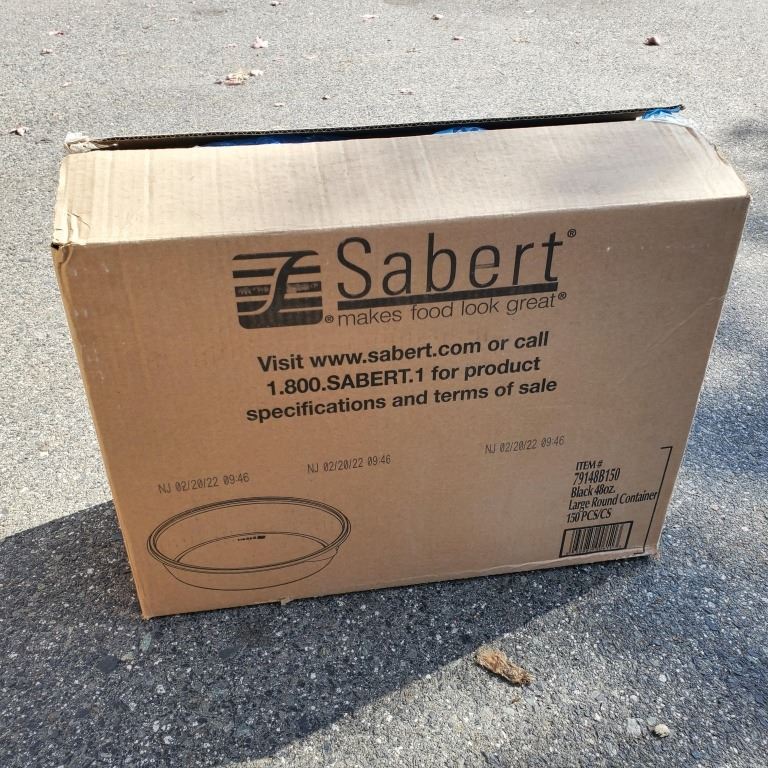 Sabert®
® makes food look great®
Visit www.sabert.com or call
1.800.SABERT.1 for product
specifications and terms of sale
NJ 02/20/22 09:46
NJ 02/20/22 09:46
NJ 02/20/22 09:46
ITEM #
79148B150
Black 48oz.
Large Round Container
150 PCS/CS